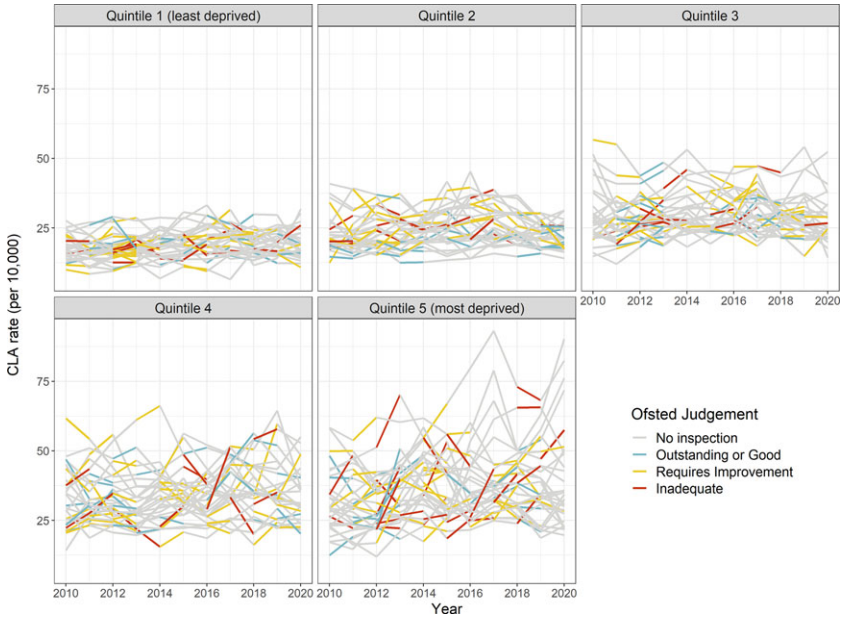 Quintile 1 (least deprived) Quintile 2 Quintile 3
75
50
25
2010 2012 2014 2016 2018 2020
Quintile 4 Quintile 5 (most deprived)
75
50
25
2010 2012 2014 2016 2018 2020 2010 2012 2014 2016 2018 2020
CLA rate (per 10,000)
Year
Ofsted Judgement
No inspection
Outstanding or Good
Requires Improvement
Inadequate